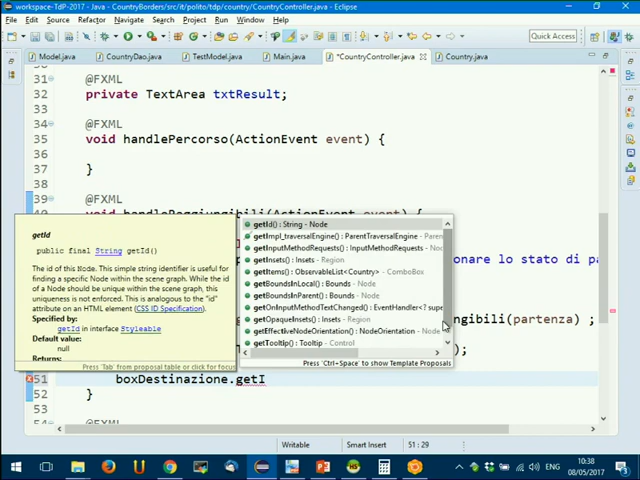 workspace-TdP-2017 - Java - CountryBorders/src/it/polito/tdp/country/CountryController.java - Eclipse
File Edit Source Refactor Navigate Search Project Run Window Help
Quick Access
Model.java CountryDao.java TestModel.java Main.java *CountryController.java Country.java
31 @FXML
32 private TextArea txtResult;
33
34 @FXML
35 void handlePercorso(ActionEvent event) {
36
37 }
38
39 @FXML
void handleRaggiungibili(ActionEvent event) {
ionare lo stato di pa
ngibili(partenza) ;
);
51 boxDestinazione.getI
52 }
53
54 @FXML
getId
public final String getId()
The id of this Node. This simple string identifier is useful for
finding a specific Node within the scene graph. While the id
of a Node should be unique within the scene graph, this
uniqueness is not enforced. This is analogous to the "id"
attribute on an HTML element (CSS ID Specification).
Specified by:
getId in interface Styleable
Default value:
null
Returns:
Press 'Tab' from proposal table or click for focus
getId() : String - Node
getImpl_traversalEngine() : ParentTraversalEngine - Paren
getInputMethodRequests() : InputMethodRequests - No
getInsets() : Insets - Region
getItems() : ObservableList<Country> - ComboBox
getBoundsInLocal() : Bounds - Node
getBoundsInParent() : Bounds - Node
getOnInputMethodTextChanged() : EventHandler<? supe
getOpaqueInsets() : Insets - Region
getEffectiveNodeOrientation() : NodeOrientation - Node
getTooltip() : Tooltip - Control
Press 'Ctrl+Space' to show Template Proposals
Writable Smart Insert 51 : 29
ENG
10:38
08/05/2017